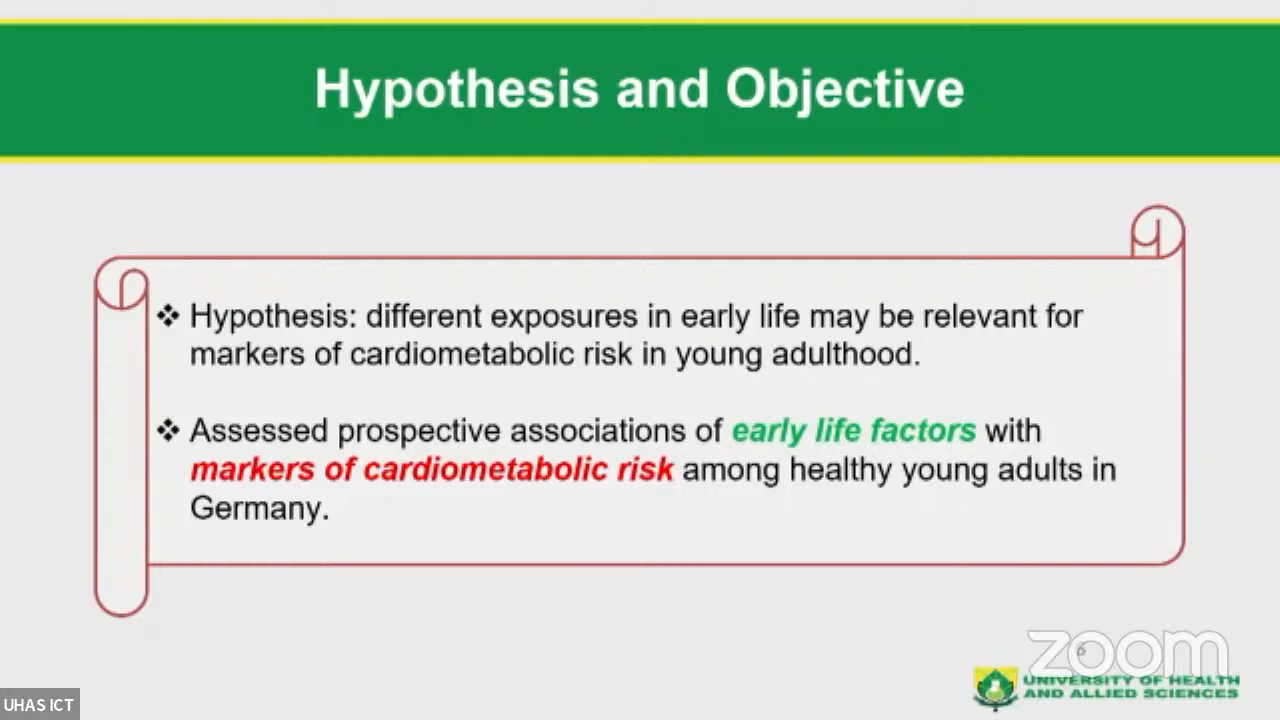 Hypothesis and Objective
❖ Hypothesis: different exposures in early life may be relevant for
markers of cardiometabolic risk in young adulthood.
❖ Assessed prospective associations of early life factors with
markers of cardiometabolic risk among healthy young adults in
Germany.
zoom
6
UNIVERSITY OF HEALTH
AND ALLIED SCIENCES
UHAS ICT